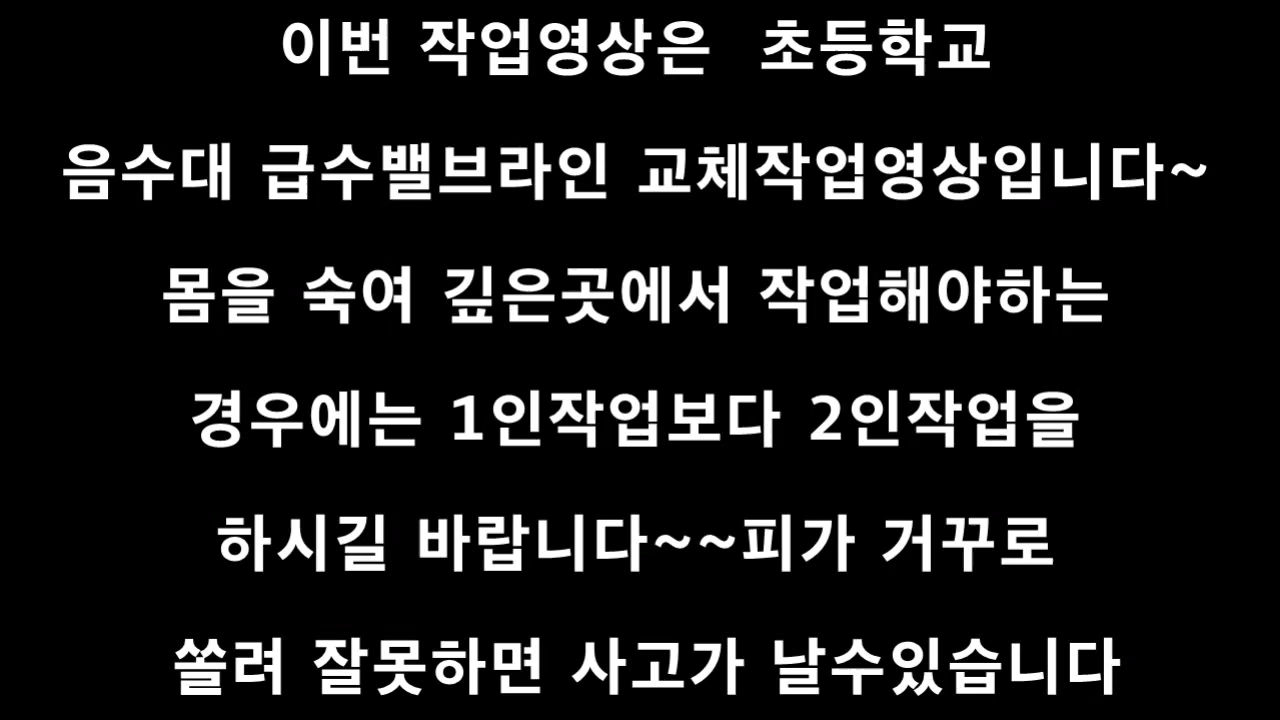 이번 작업영상은 초등학교
음수대 급수밸브라인 교체작업영상입니다~
몸을 숙여 깊은곳에서 작업해야하는
경우에는 1인작업보다 2인작업을
하시길 바랍니다~~피가 거꾸로
쏠려 잘못하면 사고가 날수있습니다